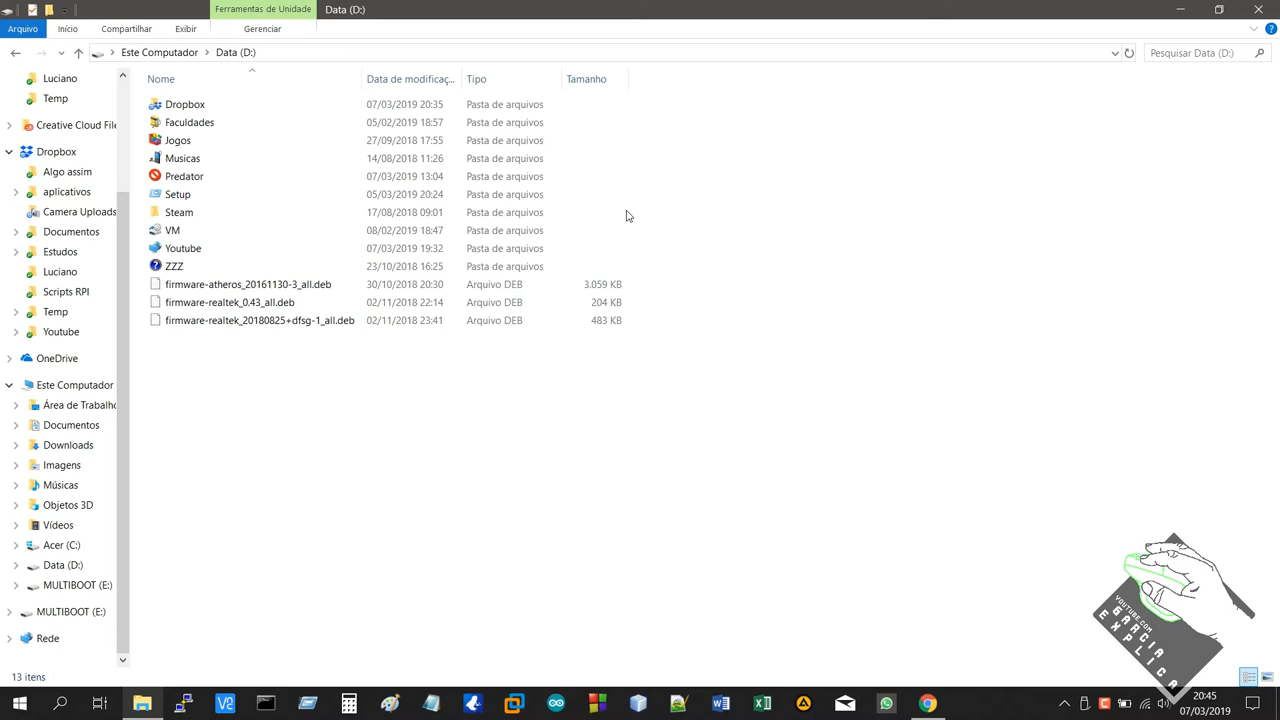 Ferramentas de Unidade
Data (D:)
Arquivo
Início
Compartilhar
Exibir
Gerenciar
Este Computador
Data (D:)
Pesquisar Data (D:)
Luciano
Temp
Creative Cloud File
Dropbox
Algo assim
aplicativos
Camera Uploads
Documentos
Estudos
Luciano
Scripts RPI
Temp
Youtube
OneDrive
Este Computador
Área de Trabalho
Documentos
Downloads
Imagens
Músicas
Objetos 3D
Vídeos
Acer (C:)
Data (D:)
MULTIBOOT (E:)
MULTIBOOT (E:)
Rede
Nome Data de modificaç... Tipo Tamanho
Dropbox 07/03/2019 20:35 Pasta de arquivos
Faculdades 05/02/2019 18:57 Pasta de arquivos
Jogos 27/09/2018 17:55 Pasta de arquivos
Musicas 14/08/2018 11:26 Pasta de arquivos
Predator 07/03/2019 13:04 Pasta de arquivos
Setup 05/03/2019 20:24 Pasta de arquivos
Steam 17/08/2018 09:01 Pasta de arquivos
VM 08/02/2019 18:47 Pasta de arquivos
Youtube 07/03/2019 19:32 Pasta de arquivos
ZZZ 23/10/2018 16:25 Pasta de arquivos
firmware-atheros_20161130-3_all.deb 30/10/2018 20:30 Arquivo DEB 3.059 KB
firmware-realtek_0.43_all.deb 02/11/2018 22:14 Arquivo DEB 204 KB
firmware-realtek_20180825+dfsg-1_all.deb 02/11/2018 23:41 Arquivo DEB 483 KB
YOUTUBE.COM
GARCIA
EXPLICA
13 itens
20:45
07/03/2019